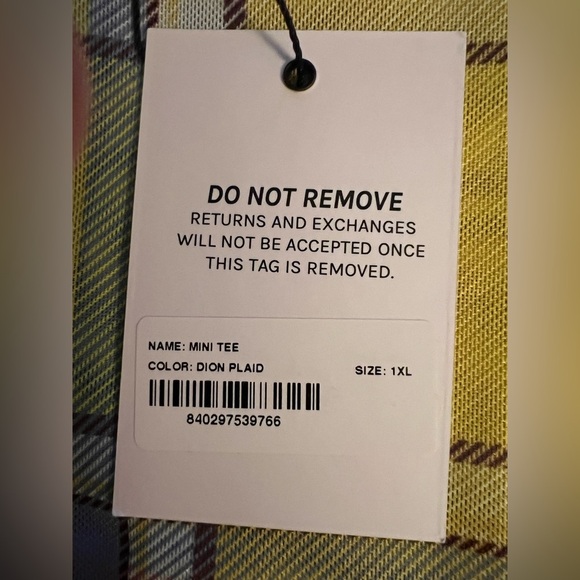 DO NOT REMOVE
RETURNS AND EXCHANGES
WILL NOT BE ACCEPTED ONCE
THIS TAG IS REMOVED.
NAME: MINI TEE
COLOR: DION PLAID
SIZE: 1XL
840297539766